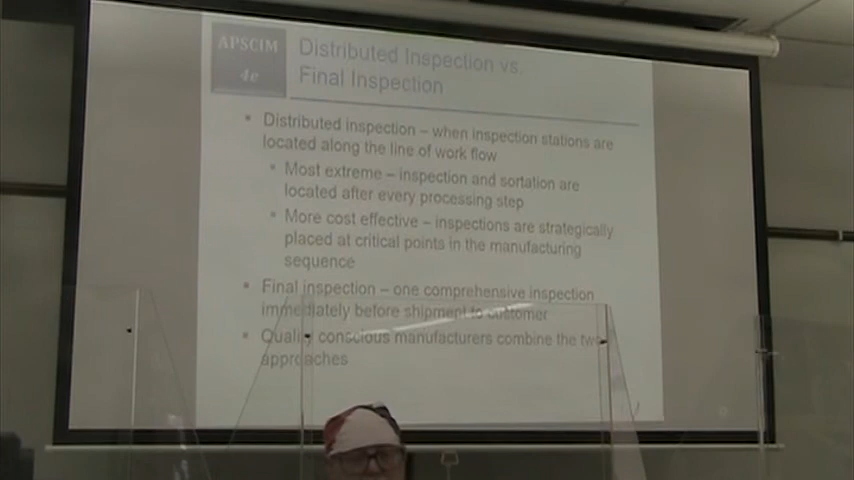 APSCIM
4e
Distributed Inspection vs.
Final Inspection
▪ Distributed inspection – when inspection stations are
located along the line of work flow
▪ Most extreme – inspection and sortation are
located after every processing step
▪ More cost effective – inspections are strategically
placed at critical points in the manufacturing
sequence
▪ Final inspection – one comprehensive inspection
immediately before shipment to customer
▪ Quality conscious manufacturers combine the two
approaches